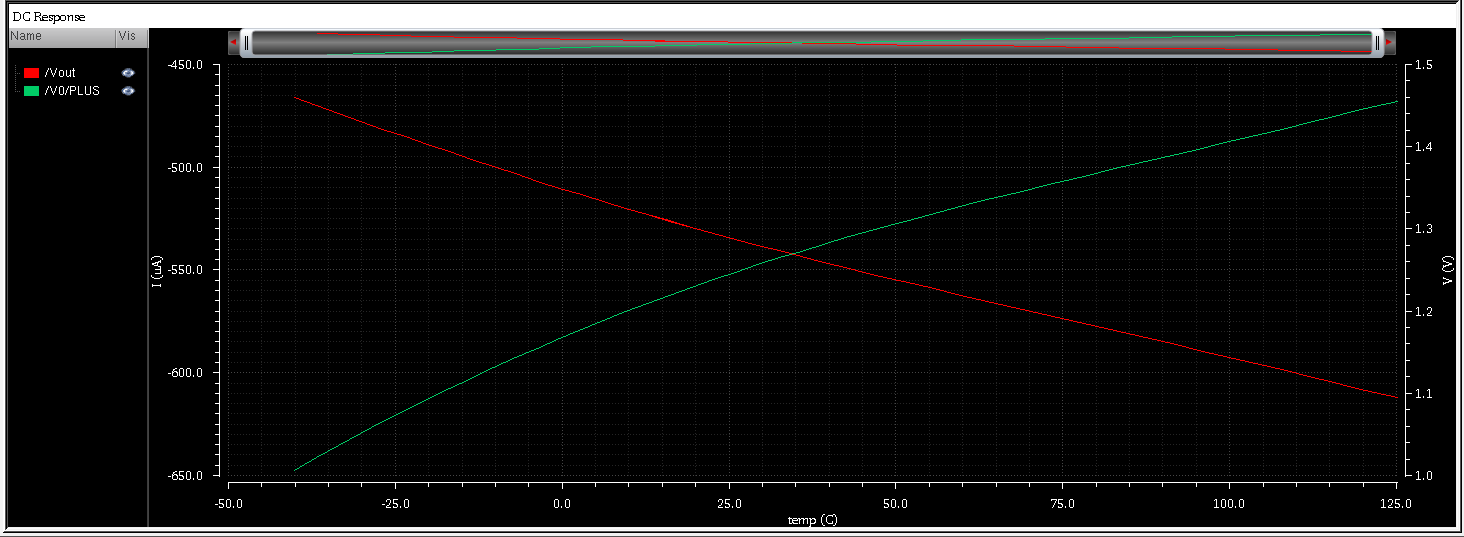 DC Response
Name Vis
/Vout
/V0/PLUS
-450.0
-500.0
-550.0
-600.0
-650.0
I (uA)
1.5
1.4
1.3
1.2
1.1
1.0
V (V)
-50.0 -25.0 0.0 25.0 50.0 75.0 100.0 125.0
temp (C)